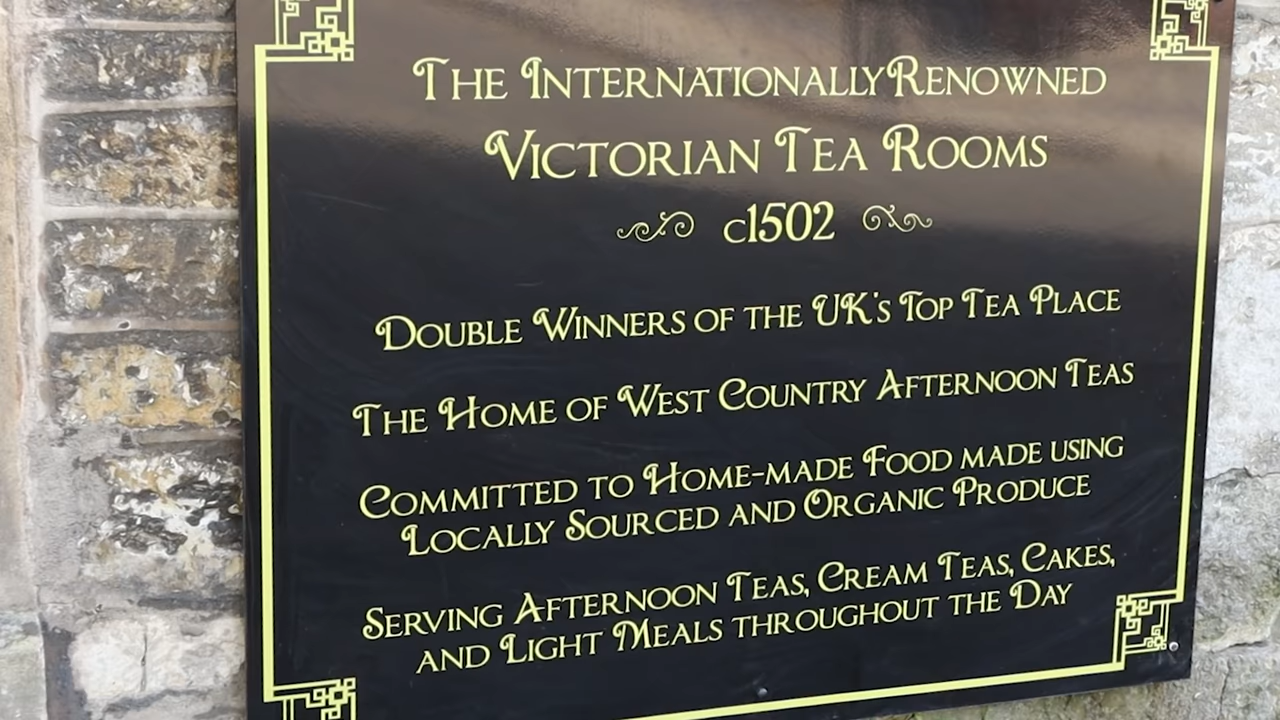 The Internationally Renowned
Victorian Tea Rooms
c1502
Double Winners of the UK's Top Tea Place
The Home of West Country Afternoon Teas
Committed to Home-made Food made using
Locally Sourced and Organic Produce
Serving Afternoon Teas, Cream Teas, Cakes,
and Light Meals throughout the Day